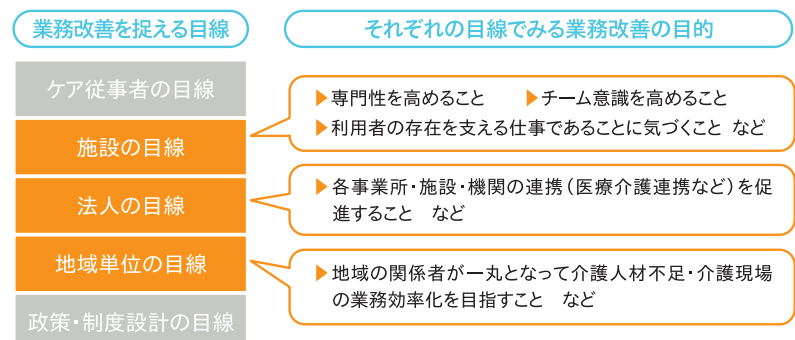 業務改善を捉える目線
それぞれの目線でみる業務改善の目的
ケア従事者の目線
施設の目線
法人の目線
地域単位の目線
政策・制度設計の目線
▶専門性を高めること ▶チーム意識を高めること
▶利用者の存在を支える仕事であることに気づくこと など
▶各事業所・施設・機関の連携（医療介護連携など）を促
進すること など
▶地域の関係者が一丸となって介護人材不足・介護現場
の業務効率化を目指すこと など